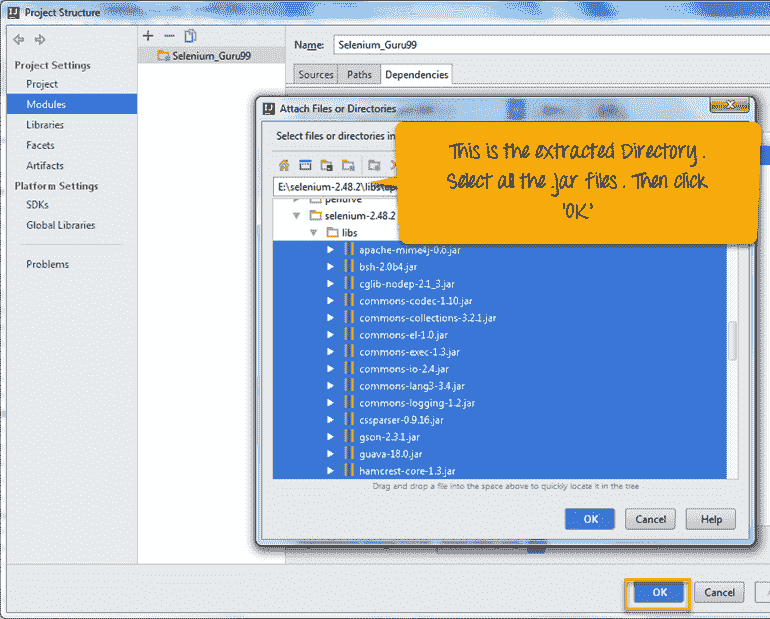 Project Structure
Project Settings
Project
Modules
Libraries
Facets
Artifacts
Platform Settings
SDKs
Global Libraries
Problems
Selenium_Guru99
Name: Selenium_Guru99
Sources Paths Dependencies
Attach Files or Directories
Select files or directories in
This is the extracted Directory.
Select all the jar files. Then click
'OK'
E:\selenium-2.48.2\libs
selenium-2.48.2
libs
apache-mime4j-0.6.jar
bsh-2.0b4.jar
cglib-nodep-2.1_3.jar
commons-codec-1.10.jar
commons-collections-3.2.1.jar
commons-el-1.0.jar
commons-exec-1.3.jar
commons-io-2.4.jar
commons-lang3-3.4.jar
commons-logging-1.2.jar
cssparser-0.9.16.jar
gson-2.3.1.jar
guava-18.0.jar
hamcrest-core-1.3.jar
Drag and drop a file into the space above to quickly locate it in the tree
OK Cancel Help
OK Cancel